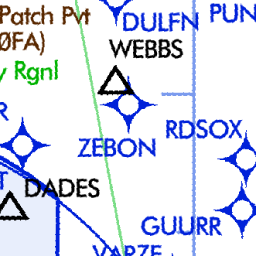 Patch Pvt
ØFA)
y Rgnl
DULFN
PUN
WEBBS
ZEBON
RDSOX
R
T
DADES
GUURR
VARZE